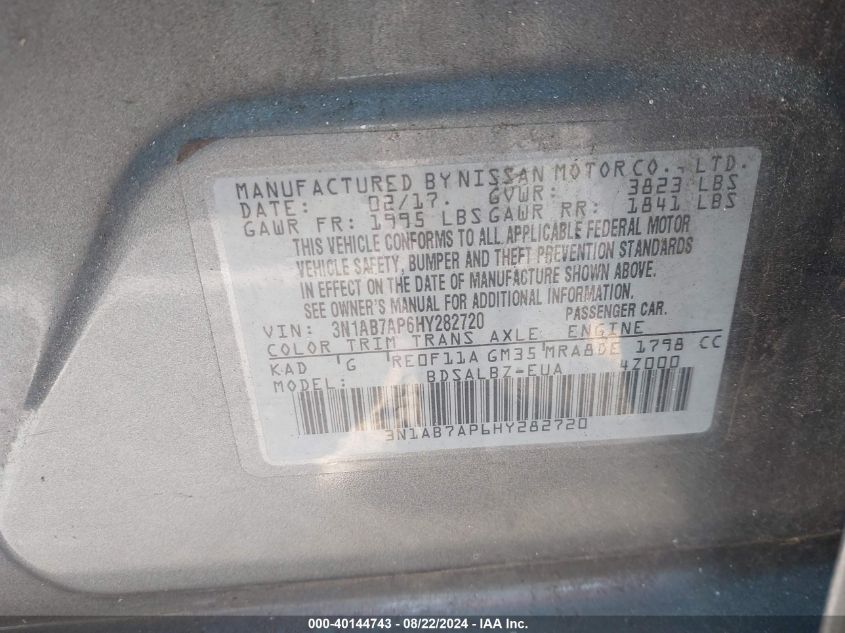 MANUFACTURED BY NISSAN MOTOR CO., LTD.
DATE: 02/17. GVWR: 3823 LBS
GAWR FR: 1995 LBS GAWR RR: 1841 LBS
THIS VEHICLE CONFORMS TO ALL APPLICABLE FEDERAL MOTOR
VEHICLE SAFETY, BUMPER AND THEFT PREVENTION STANDARDS
IN EFFECT ON THE DATE OF MANUFACTURE SHOWN ABOVE.
SEE OWNER'S MANUAL FOR ADDITIONAL INFORMATION.
VIN: 3N1AB7AP6HY282720 PASSENGER CAR.
COLOR TRIM TRANS AXLE ENGINE
KAD G RE0F11A GM35 MRA8DE 1798 CC
MODEL: BDSALBZ-EUA 4Z000
3N1AB7AP6HY282720
000-40144743 - 08/22/2024 - IAAI.CA